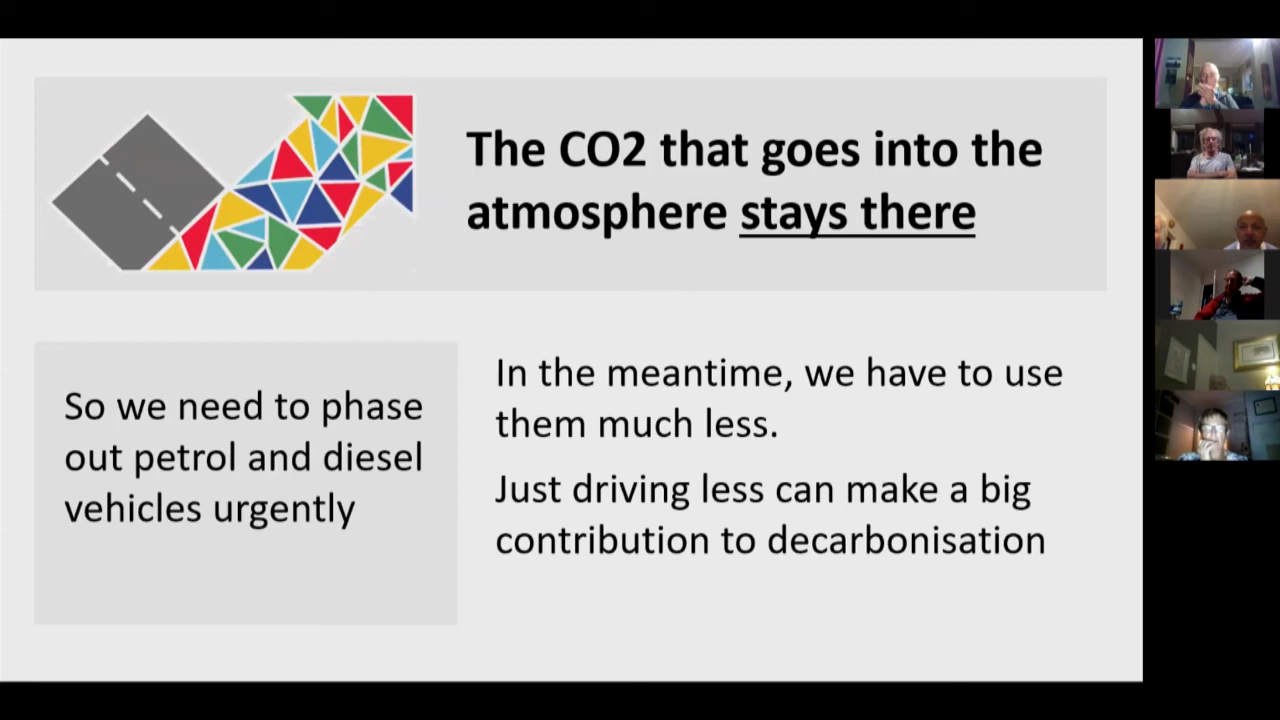 The CO2 that goes into the
atmosphere stays there
So we need to phase
out petrol and diesel
vehicles urgently
In the meantime, we have to use
them much less.
Just driving less can make a big
contribution to decarbonisation